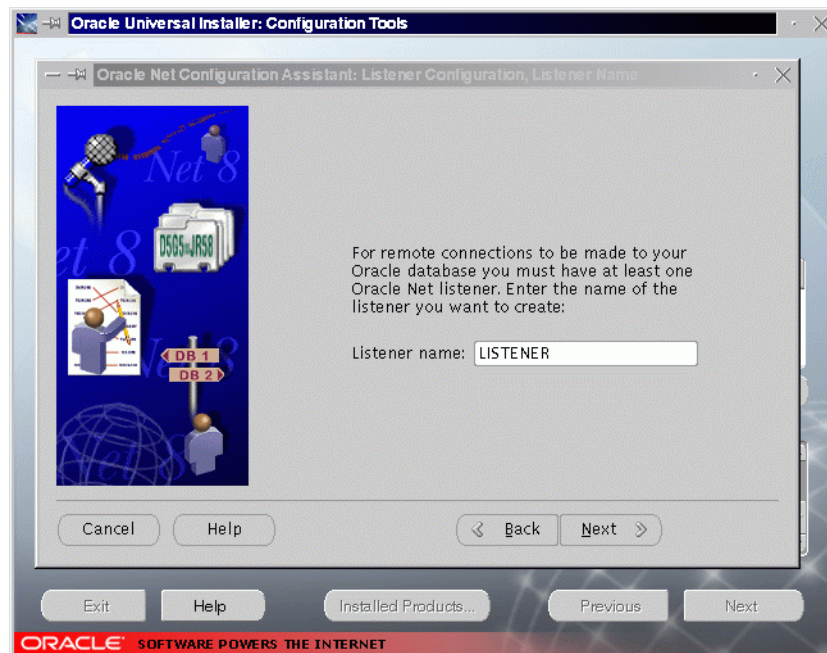 Oracle Universal Installer: Configuration Tools
Oracle Net Configuration Assistant: Listener Configuration, Listener Name
Net 8
et 8
D5G5-JR58
DB 1
DB 2
For remote connections to be made to your
Oracle database you must have at least one
Oracle Net listener. Enter the name of the
listener you want to create:
Listener name: LISTENER
Cancel Help Back Next
Exit Help Installed Products... Previous Next
ORACLE SOFTWARE POWERS THE INTERNET